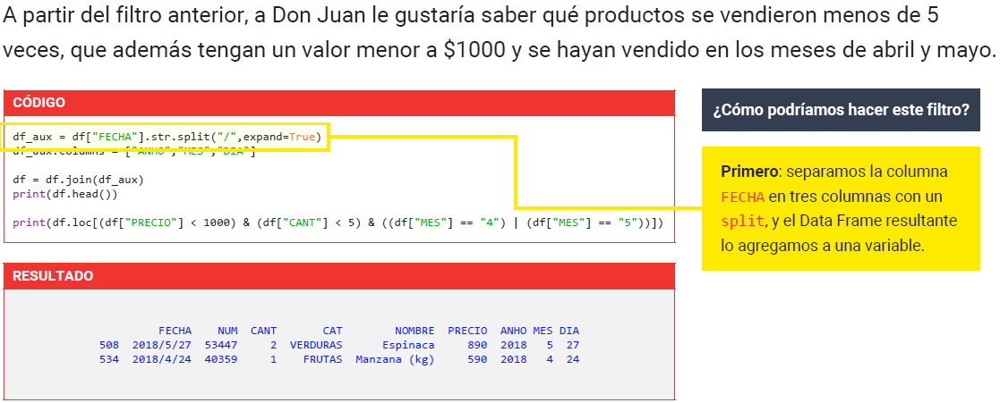 A partir del filtro anterior, a Don Juan le gustaría saber qué productos se vendieron menos de 5
veces, que además tengan un valor menor a $1000 y se hayan vendido en los meses de abril y mayo.
CÓDIGO
df_aux = df["FECHA"].str.split("/",expand=True)
df_aux.columns = ["ANHO","MES","DIA"]
df = df.join(df_aux)
print(df.head())
print(df.loc[(df["PRECIO"] < 1000) & (df["CANT"] < 5) & ((df["MES"] == "4") | (df["MES"] == "5"))])
¿Cómo podríamos hacer este filtro?
Primero: separamos la columna
FECHA en tres columnas con un
split, y el Data Frame resultante
lo agregamos a una variable.
RESULTADO
FECHA NUM CANT CAT NOMBRE PRECIO ANHO MES DIA
508 2018/5/27 53447 2 VERDURAS Espinaca 890 2018 5 27
534 2018/4/24 40359 1 FRUTAS Manzana (kg) 590 2018 4 24